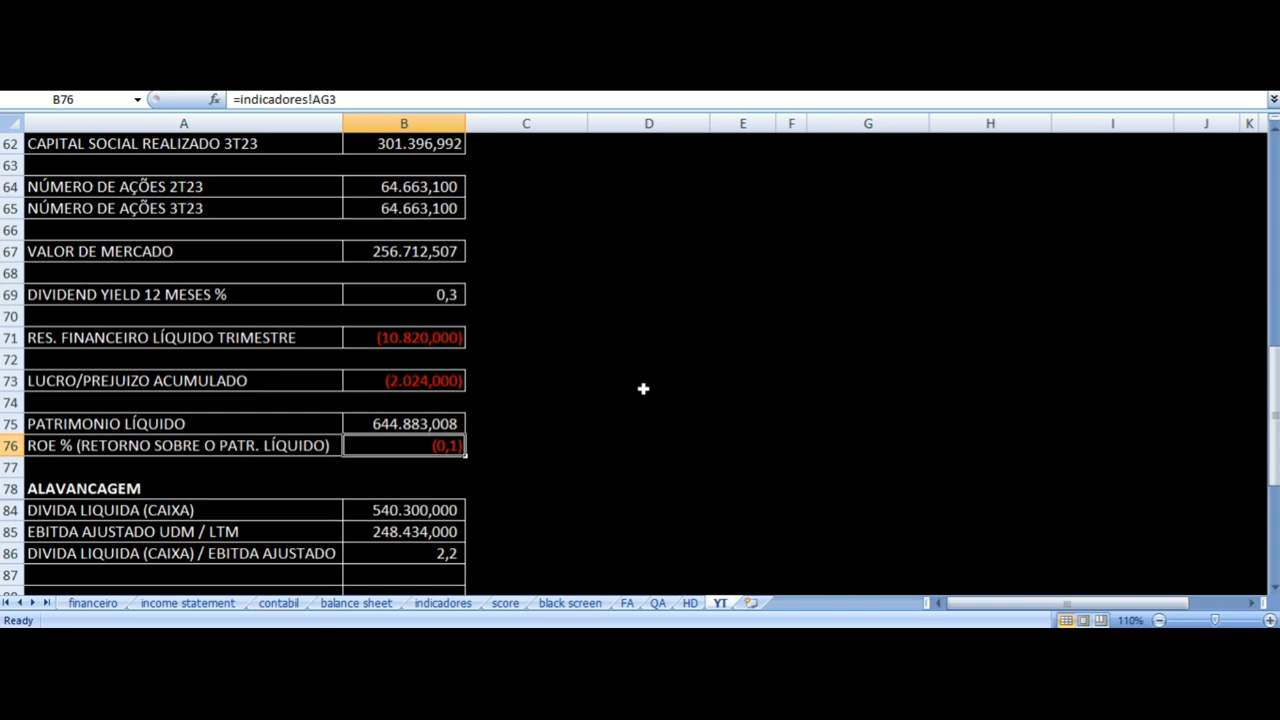 B76 fx =indicadores!AG3
A B C D E F G H I J K
62 CAPITAL SOCIAL REALIZADO 3T23 301.396,992
63
64 NÚMERO DE AÇÕES 2T23 64.663,100
65 NÚMERO DE AÇÕES 3T23 64.663,100
66
67 VALOR DE MERCADO 256.712,507
68
69 DIVIDEND YIELD 12 MESES % 0,3
70
71 RES. FINANCEIRO LÍQUIDO TRIMESTRE (10.820,000)
72
73 LUCRO/PREJUIZO ACUMULADO (2.024,000)
74
75 PATRIMONIO LÍQUIDO 644.883,008
76 ROE % (RETORNO SOBRE O PATR. LÍQUIDO) (0,1)
77
78 ALAVANCAGEM
84 DIVIDA LIQUIDA (CAIXA) 540.300,000
85 EBITDA AJUSTADO UDM / LTM 248.434,000
86 DIVIDA LIQUIDA (CAIXA) / EBITDA AJUSTADO 2,2
87
financeiro income statement contabil balance sheet indicadores score black screen FA QA HD YT
Ready 110%